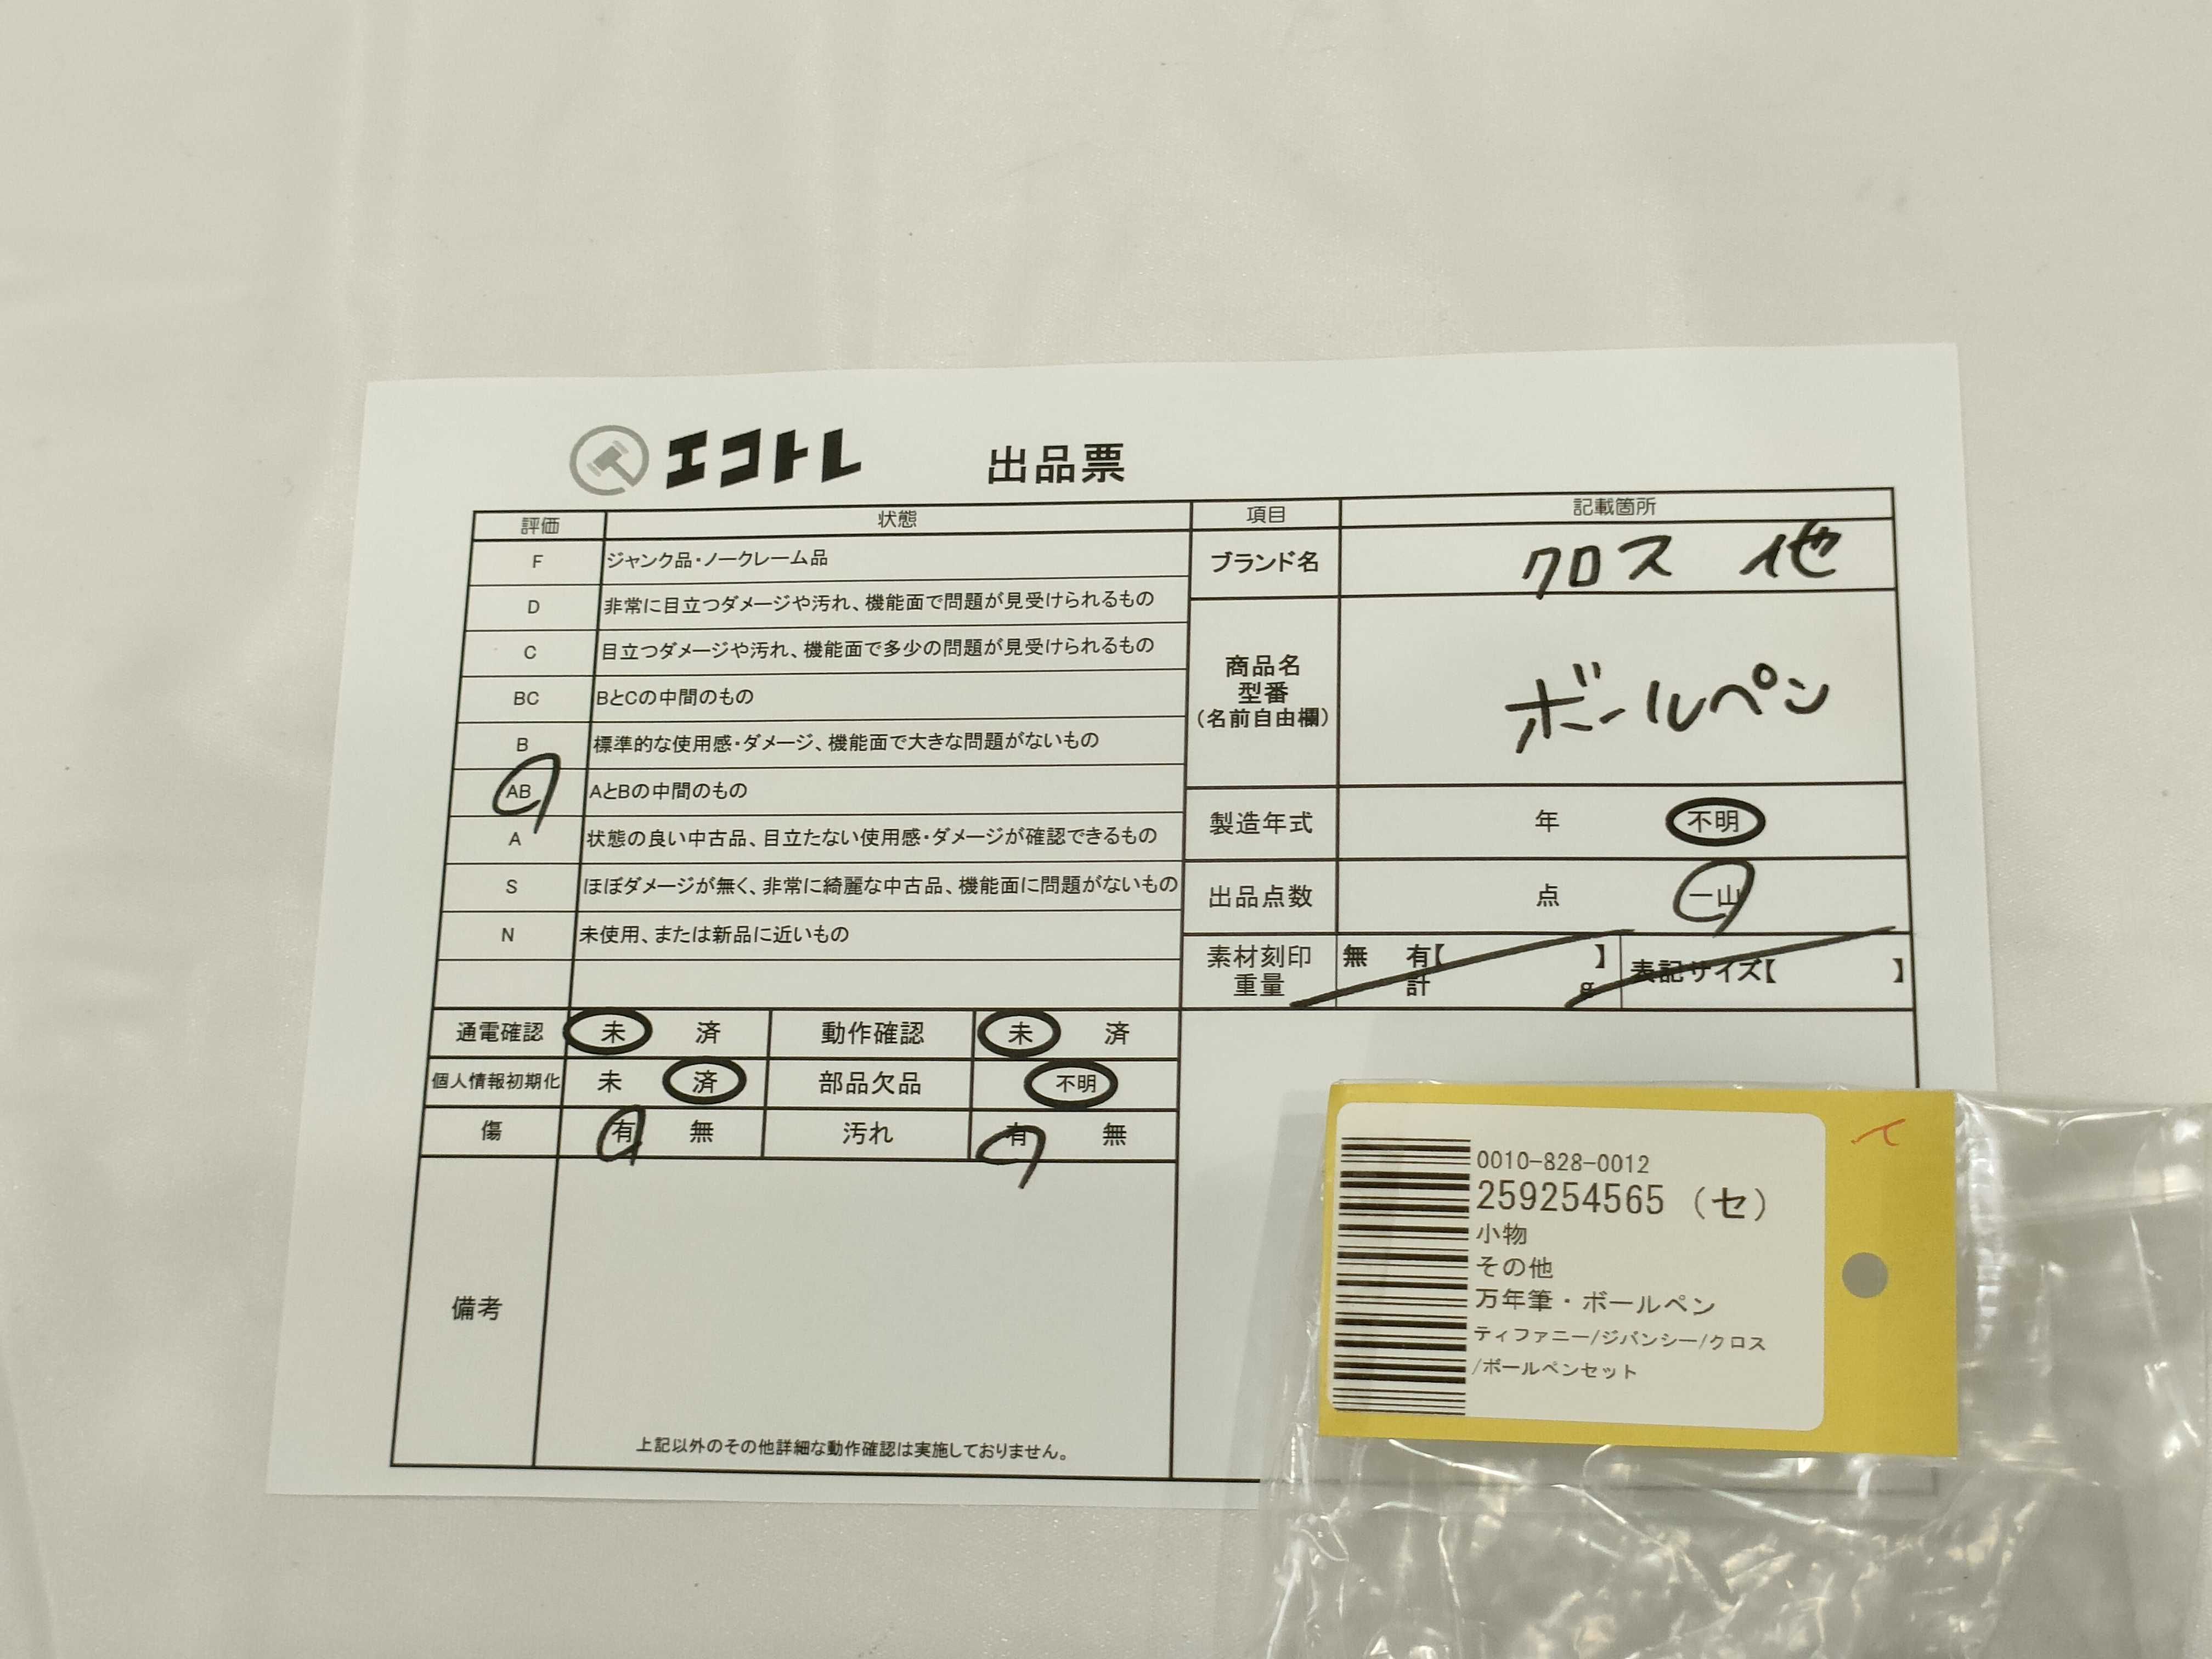 エコトレ 出品票
評価 状態 項目 記載箇所
F ジャンク品・ノークレーム品
D 非常に目立つダメージや汚れ、機能面で問題が見受けられるもの
C 目立つダメージや汚れ、機能面で多少の問題が見受けられるもの
BC BとCの中間のもの
B 標準的な使用感・ダメージ、機能面で大きな問題がないもの
AB AとBの中間のもの
A 状態の良い中古品、目立たない使用感・ダメージが確認できるもの
S ほぼダメージが無く、非常に綺麗な中古品、機能面に問題がないもの
N 未使用、または新品に近いもの
ブランド名 クロス 他
商品名
型番
(名前自由欄)
ボールペン
製造年式 年 不明
出品点数 点 一山
素材刻印 無 有【 】 表記サイズ【 】
重量 計 g
通電確認 未 済 動作確認 未 済
個人情報初期化 未 済 部品欠品 不明
傷 有 無 汚れ 有 無
備考
上記以外のその他詳細な動作確認は実施しておりません。
0010-828-0012
259254565 (セ)
小物
その他
万年筆・ボールペン
ティファニー/ジバンシー/クロス
/ボールペンセット